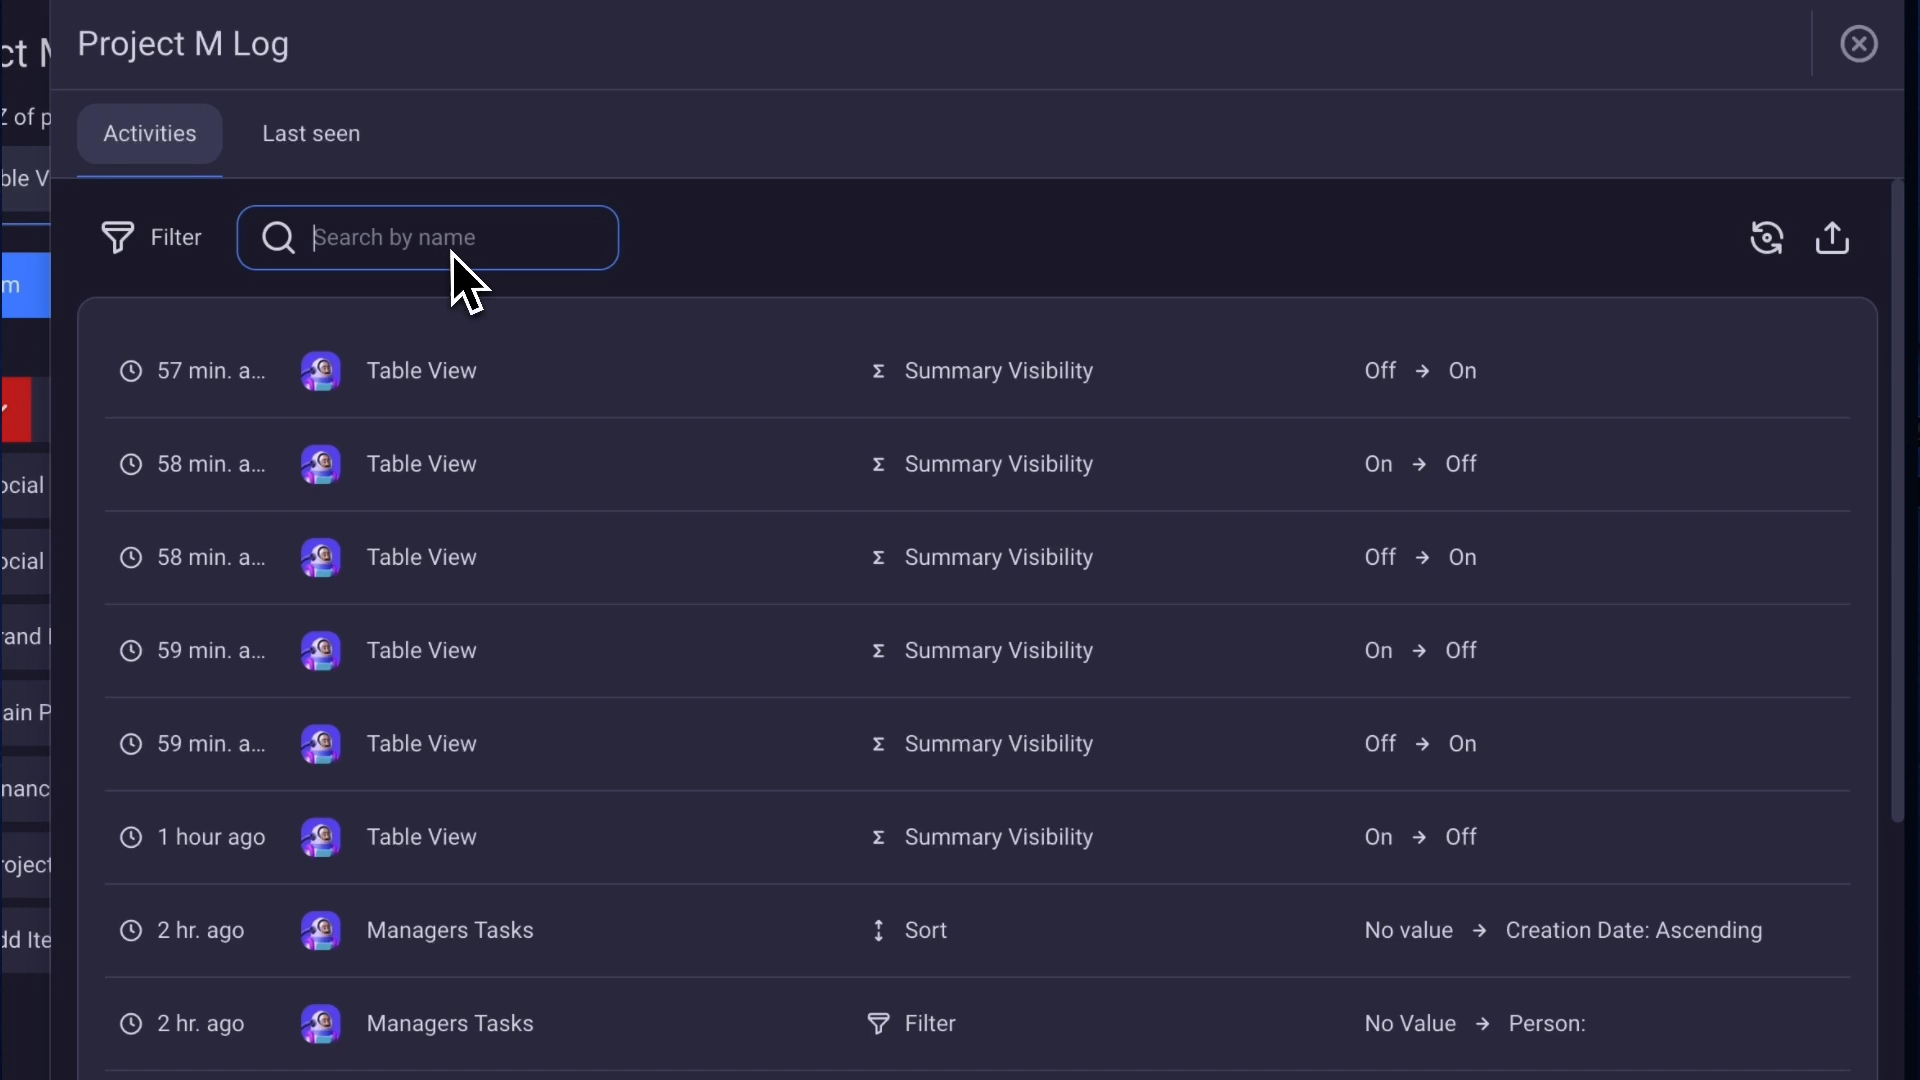 Project M Log
Activities
Last seen
Filter
Search by name
57 min. a... Table View Σ Summary Visibility Off → On
58 min. a... Table View Σ Summary Visibility On → Off
58 min. a... Table View Σ Summary Visibility Off → On
59 min. a... Table View Σ Summary Visibility On → Off
59 min. a... Table View Σ Summary Visibility Off → On
1 hour ago Table View Σ Summary Visibility On → Off
2 hr. ago Managers Tasks Sort No value → Creation Date: Ascending
2 hr. ago Managers Tasks Filter No Value → Person: